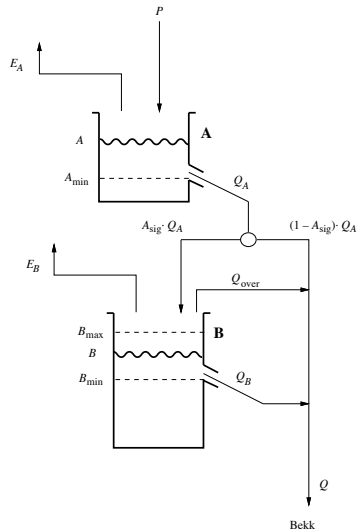 P
E_A
A
A
A_min
Q_A
A_sig · Q_A
(1 – A_sig) · Q_A
E_B
Q_over
B_max
B
B
Q_B
B_min
Q
Bekk